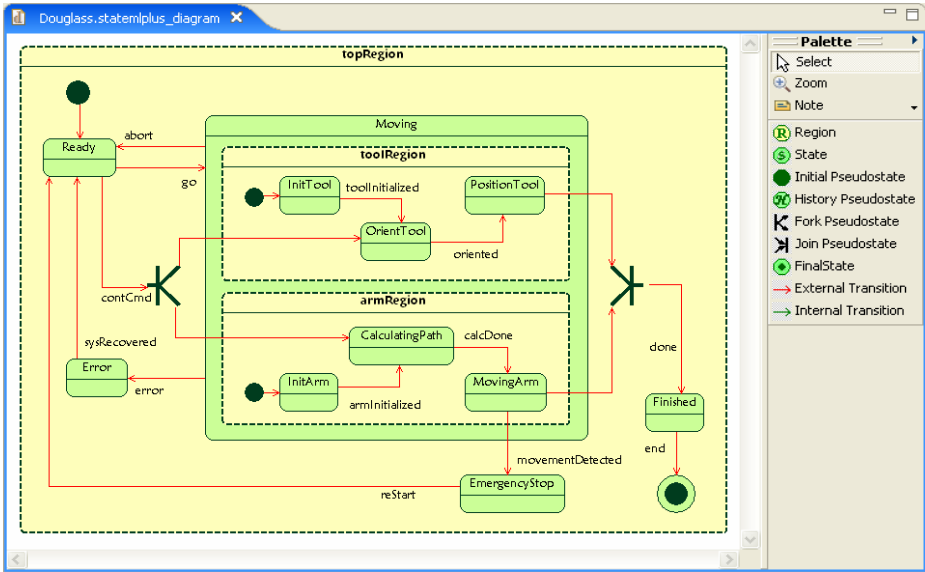 Douglass.statemlplus_diagram
topRegion
Ready
abort
go
Moving
toolRegion
InitTool
toolInitialized
PositionTool
OrientTool
oriented
contCmd
armRegion
CalculatingPath
calcDone
InitArm
armInitialized
MovingArm
sysRecovered
Error
error
done
Finished
end
movementDetected
EmergencyStop
reStart
Palette
Select
Zoom
Note
R Region
S State
Initial Pseudostate
H History Pseudostate
Fork Pseudostate
Join Pseudostate
FinalState
External Transition
Internal Transition